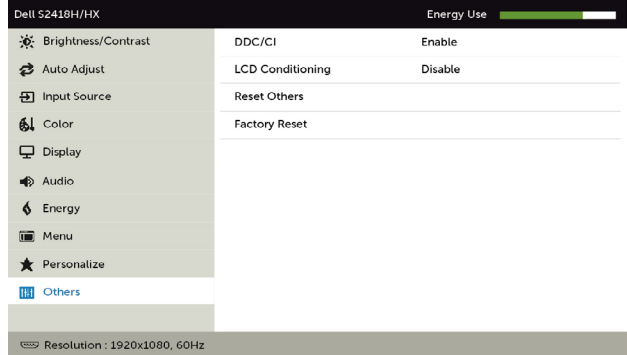 Dell S2418H/HX Energy Use
Brightness/Contrast DDC/CI Enable
Auto Adjust LCD Conditioning Disable
Input Source Reset Others
Color Factory Reset
Display
Audio
Energy
Menu
Personalize
Others
Resolution : 1920x1080, 60Hz